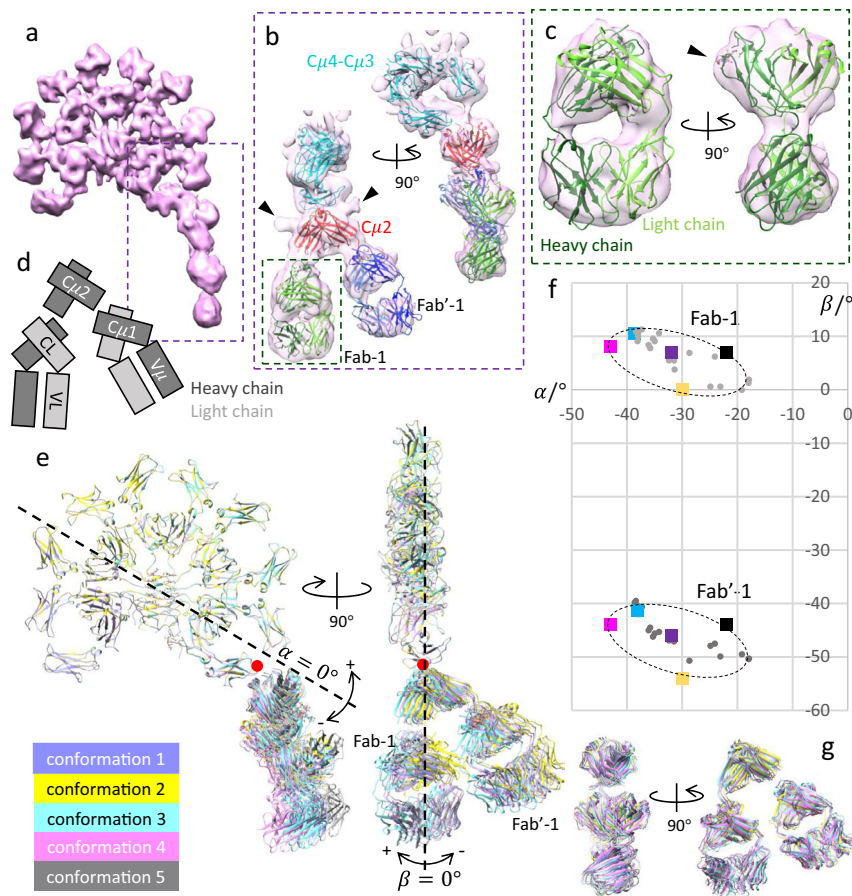 a
b
c
Cμ4-Cμ3
90°
Cμ2
Fab'-1
Fab-1
90°
Light chain
Heavy chain
d
Cμ2
Cμ1
CL
Vμ
VL
Heavy chain
Light chain
f
20
β/°
Fab-1
10
0
α/°
-50
-40
-30
-20
-10
0
-10
-20
-30
Fab'-1
-40
-50
-60
e
90°
α = 0°
+
-
Fab-1
Fab'-1
+
-
β = 0°
conformation 1
conformation 2
conformation 3
conformation 4
conformation 5
g
90°